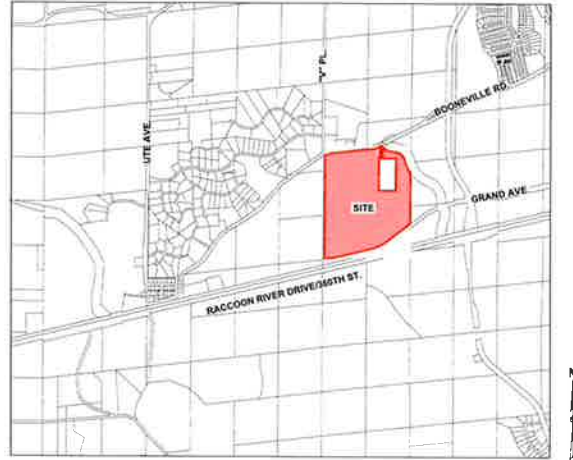 "V" PL.
UTE AVE.
BOONEVILLE RD.
GRAND AVE
SITE
RACCOON RIVER DRIVE/360TH ST.